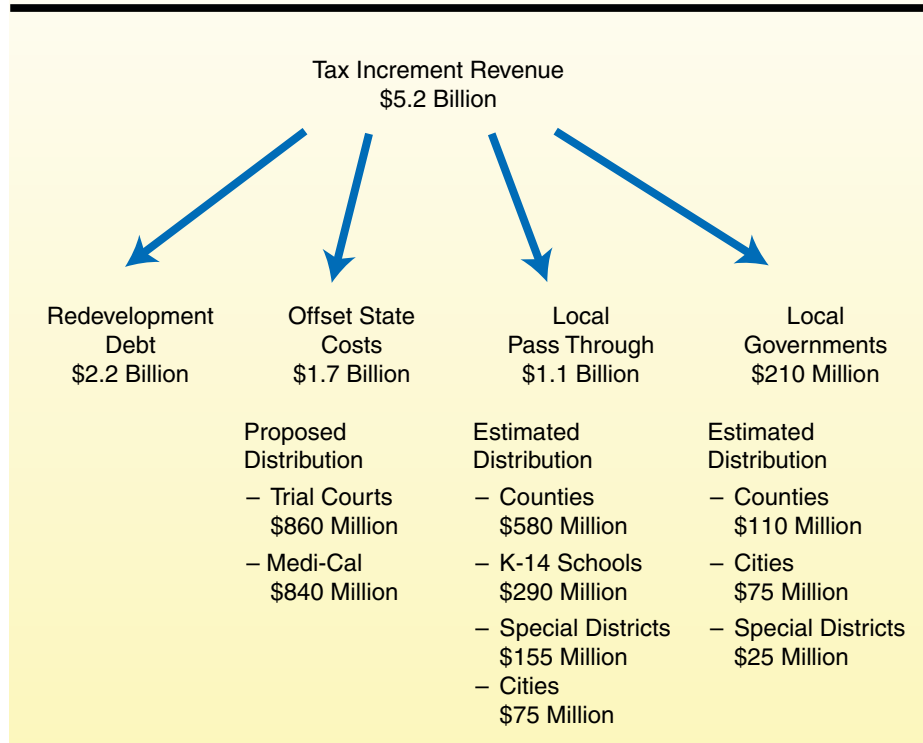 Tax Increment Revenue
$5.2 Billion
Redevelopment
Debt
$2.2 Billion
Offset State
Costs
$1.7 Billion
Proposed
Distribution
– Trial Courts
$860 Million
– Medi-Cal
$840 Million
Local
Pass Through
$1.1 Billion
Estimated
Distribution
– Counties
$580 Million
– K-14 Schools
$290 Million
– Special Districts
$155 Million
– Cities
$75 Million
Local
Governments
$210 Million
Estimated
Distribution
– Counties
$110 Million
– Cities
$75 Million
– Special Districts
$25 Million